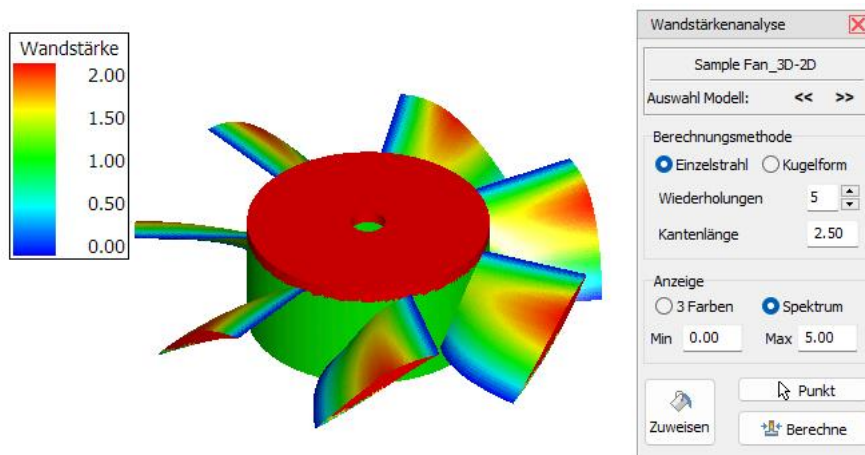 Wandstärke
2.00
1.50
1.00
0.50
0.00
Wandstärkenanalyse
Sample Fan_3D-2D
Auswahl Modell: << >>
Berechnungsmethode
Einzelstrahl Kugelform
Wiederholungen 5
Kantenlänge 2.50
Anzeige
3 Farben Spektrum
Min 0.00 Max 5.00
Zuweisen
Punkt
Berechne